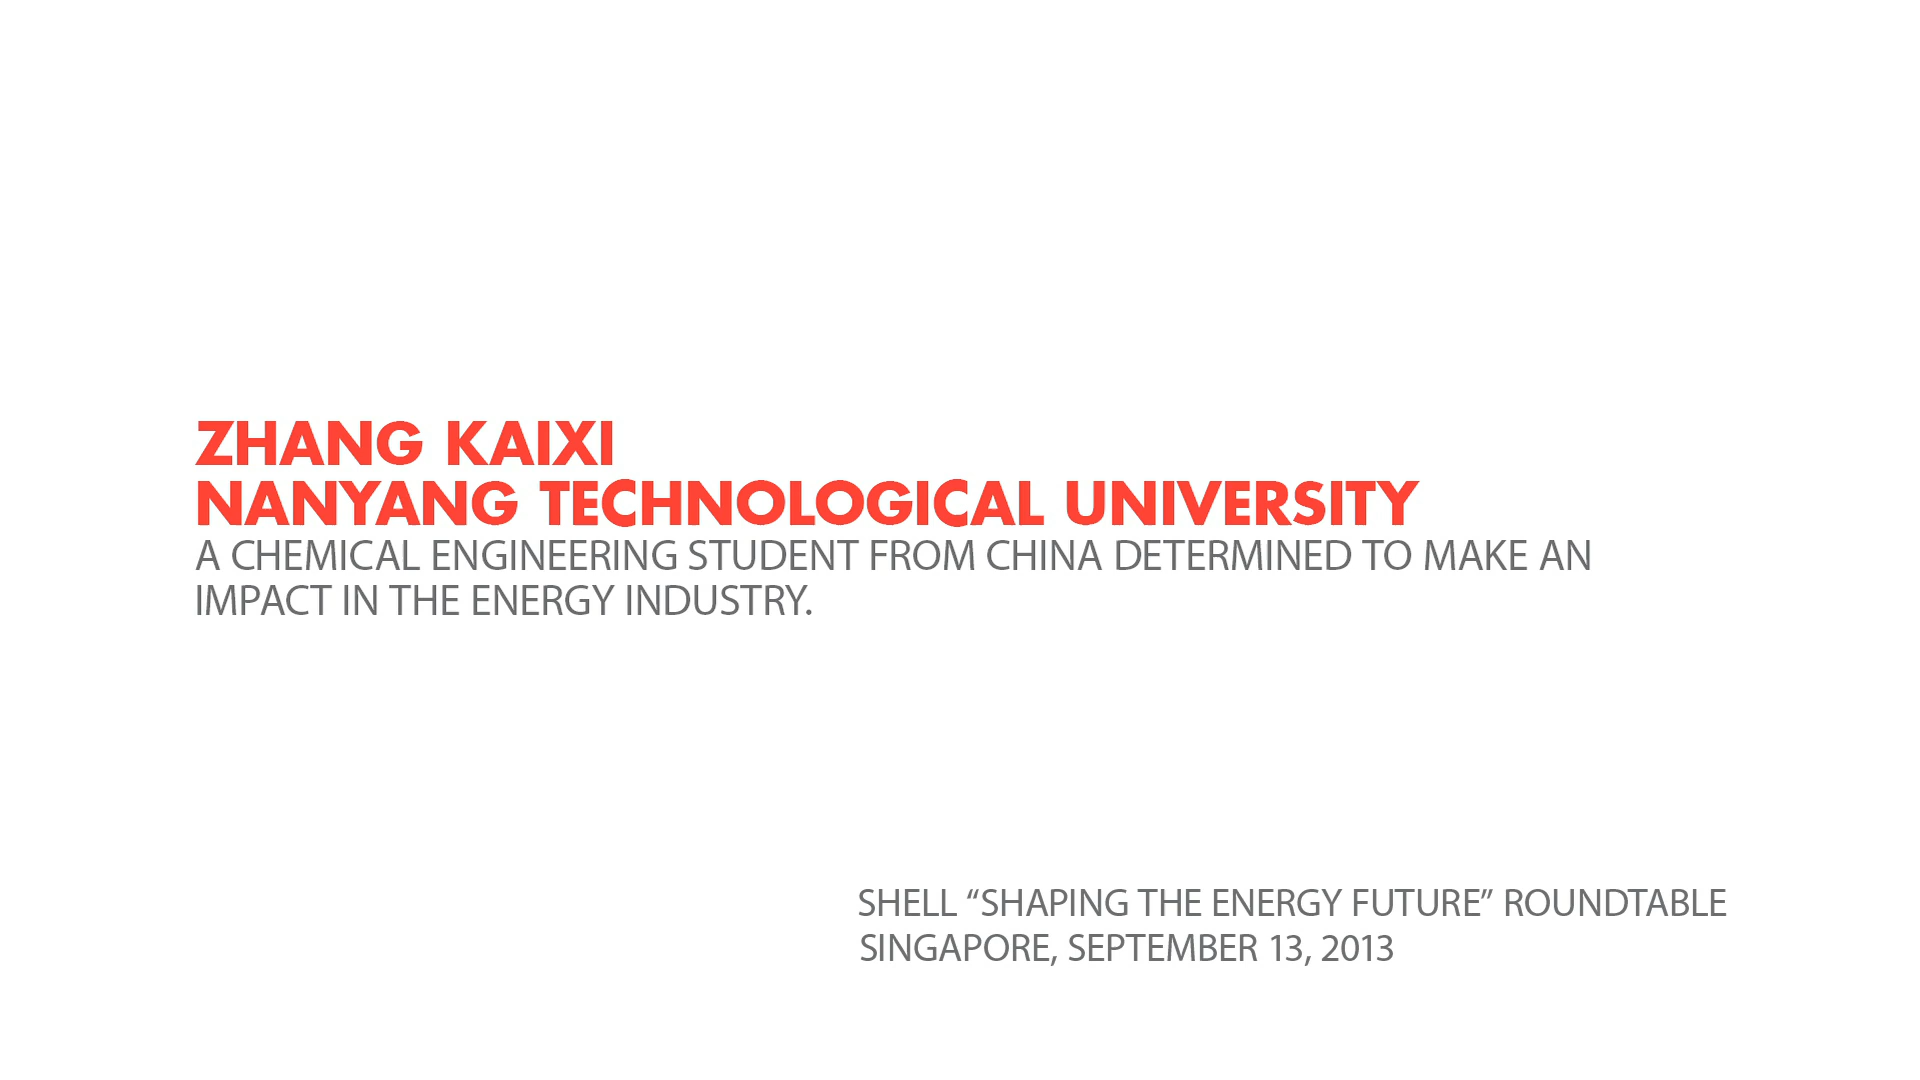 ZHANG KAIXI
NANYANG TECHNOLOGICAL UNIVERSITY
A CHEMICAL ENGINEERING STUDENT FROM CHINA DETERMINED TO MAKE AN
IMPACT IN THE ENERGY INDUSTRY.
SHELL “SHAPING THE ENERGY FUTURE” ROUNDTABLE
SINGAPORE, SEPTEMBER 13, 2013